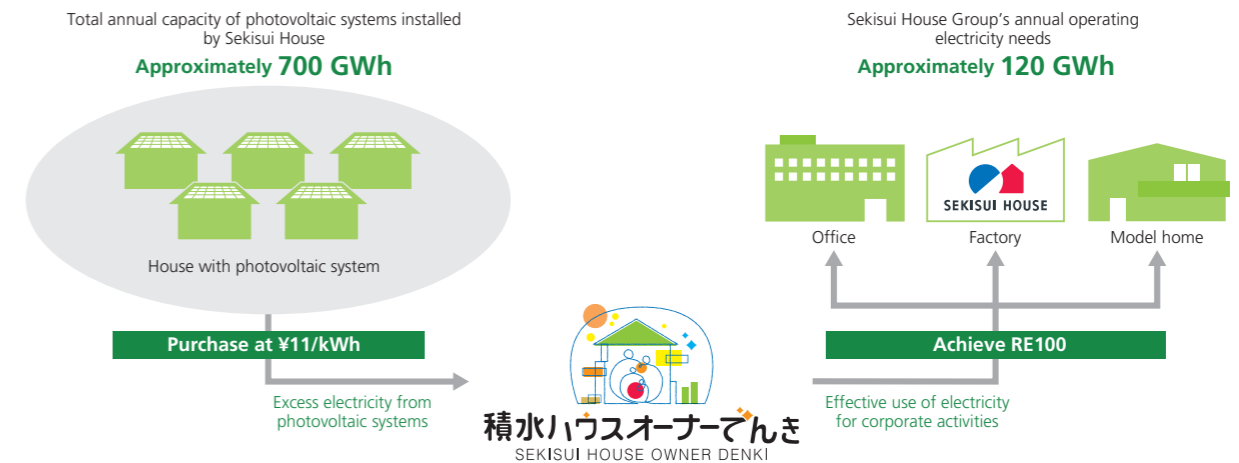 Total annual capacity of photovoltaic systems installed
by Sekisui House
Approximately 700 GWh
House with photovoltaic system
Purchase at ¥11/kWh
Excess electricity from
photovoltaic systems
積水ハウスオーナーでんき
SEKISUI HOUSE OWNER DENKI
Sekisui House Group’s annual operating
electricity needs
Approximately 120 GWh
SEKISUI HOUSE
Office
Factory
Model home
Achieve RE100
Effective use of electricity
for corporate activities